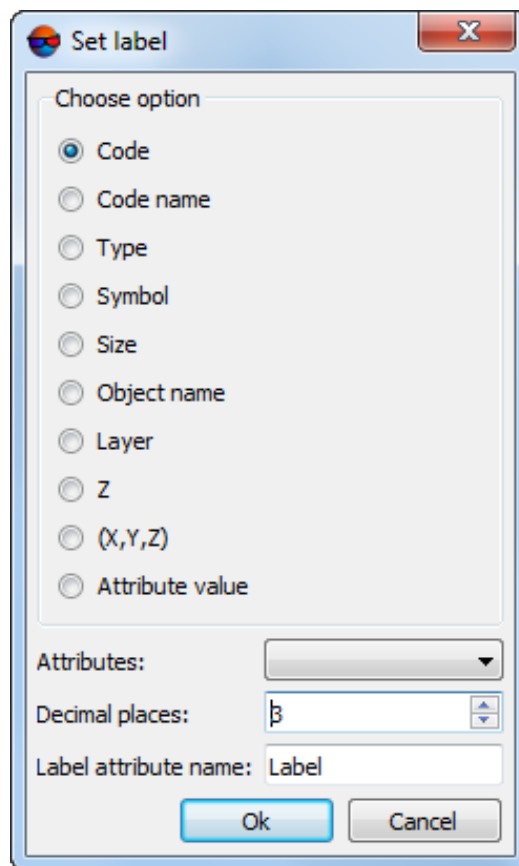 Set label
Choose option
Code
Code name
Type
Symbol
Size
Object name
Layer
Z
(X,Y,Z)
Attribute value
Attributes:
Decimal places: 3
Label attribute name: Label
Ok Cancel